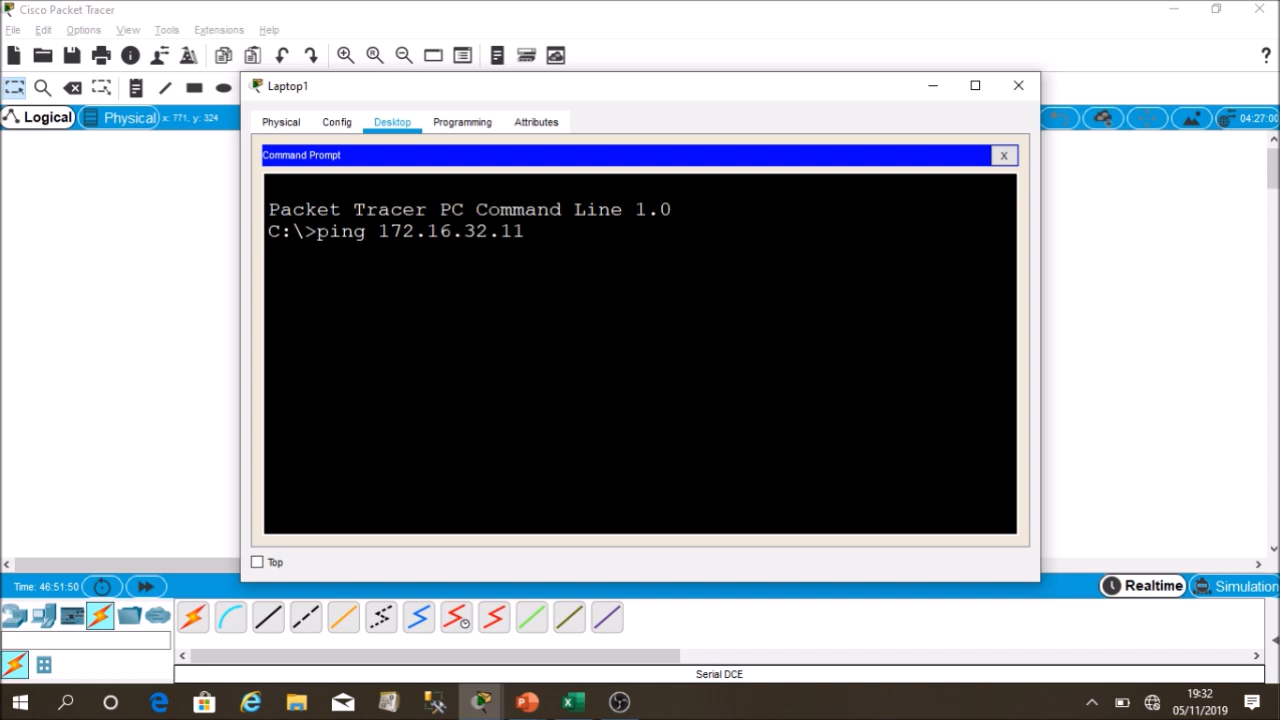 Cisco Packet Tracer
File Edit Options View Tools Extensions Help
?
Laptop1
Logical Physical x: 771, y: 324
04:27:00
Physical Config Desktop Programming Attributes
Command Prompt
X
Packet Tracer PC Command Line 1.0
C:\>ping 172.16.32.11
Top
Time: 46:51:50
Realtime Simulation
Serial DCE
19:32
05/11/2019